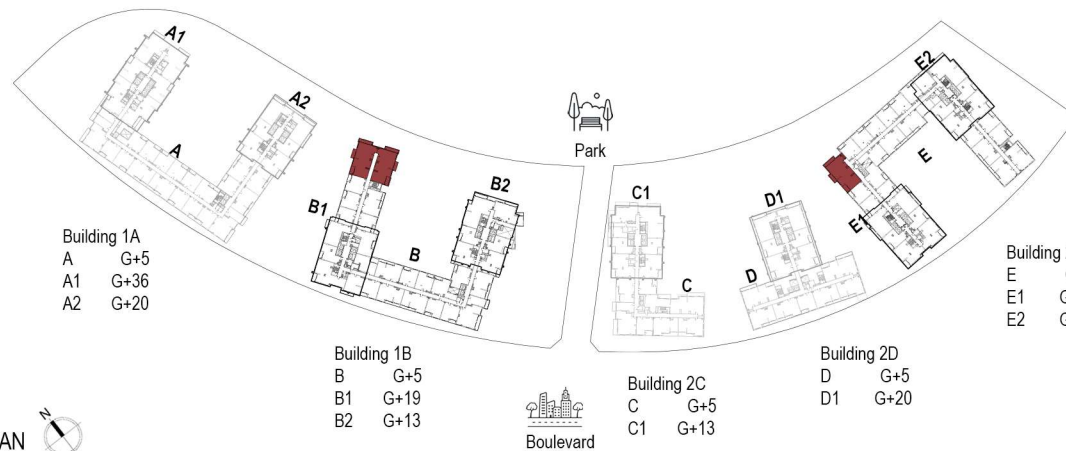 A1
A2
A
B1
B2
B
Park
C1
C
D1
D
E2
E
E1
Building 1A
A G+5
A1 G+36
A2 G+20
Building 1B
B G+5
B1 G+19
B2 G+13
Boulevard
Building 2C
C G+5
C1 G+13
Building 2D
D G+5
D1 G+20
Building
E
E1 G
E2 G
N
AN